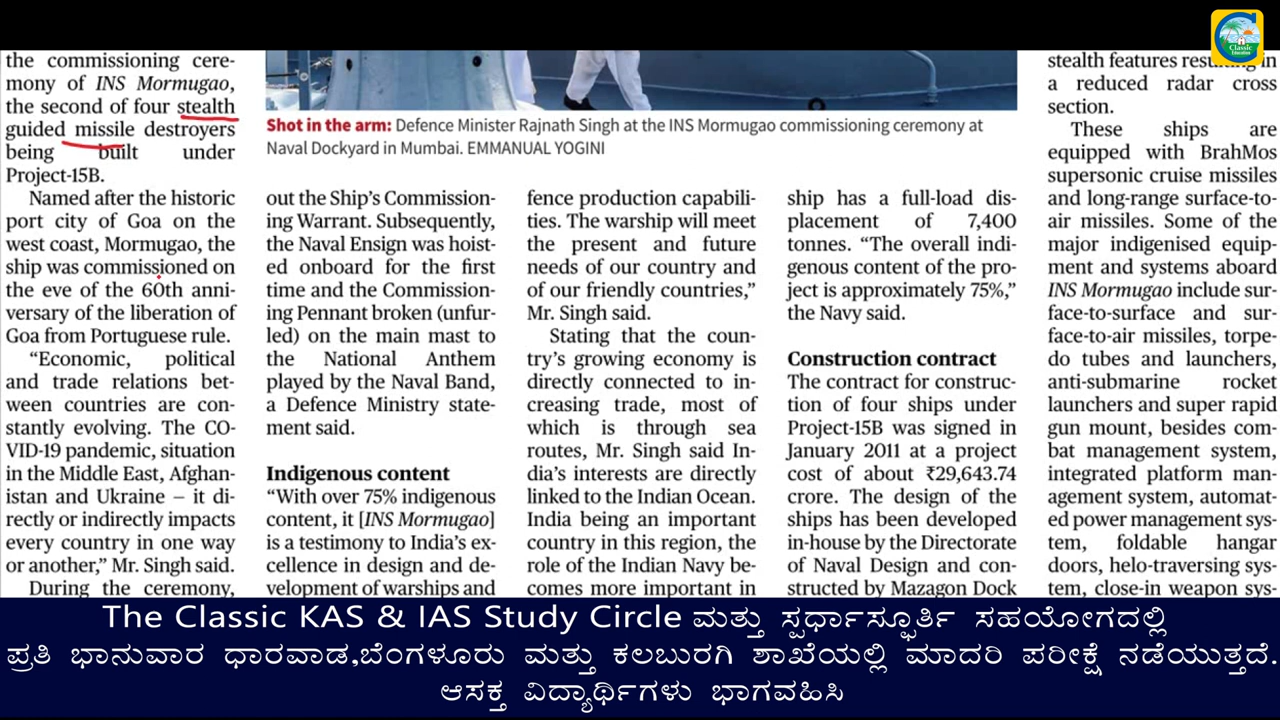 Classic
Education
the commissioning cere-
mony of INS Mormugao,
the second of four stealth
guided missile destroyers
being built under
Project-15B.
Named after the historic
port city of Goa on the
west coast, Mormugao, the
ship was commissioned on
the eve of the 60th anni-
versary of the liberation of
Goa from Portuguese rule.
“Economic, political
and trade relations bet-
ween countries are con-
stantly evolving. The CO-
VID-19 pandemic, situation
in the Middle East, Afghan-
istan and Ukraine – it di-
rectly or indirectly impacts
every country in one way
or another,” Mr. Singh said.
During the ceremony,
Shot in the arm: Defence Minister Rajnath Singh at the INS Mormugao commissioning ceremony at
Naval Dockyard in Mumbai. EMMANUAL YOGINI
out the Ship’s Commission-
ing Warrant. Subsequently,
the Naval Ensign was hoist-
ed onboard for the first
time and the Commission-
ing Pennant broken (unfur-
led) on the main mast to
the National Anthem
played by the Naval Band,
a Defence Ministry state-
ment said.
Indigenous content
“With over 75% indigenous
content, it [INS Mormugao]
is a testimony to India’s ex-
cellence in design and de-
velopment of warships and
fence production capabili-
ties. The warship will meet
the present and future
needs of our country and
of our friendly countries,”
Mr. Singh said.
Stating that the coun-
try’s growing economy is
directly connected to in-
creasing trade, most of
which is through sea
routes, Mr. Singh said In-
dia’s interests are directly
linked to the Indian Ocean.
India being an important
country in this region, the
role of the Indian Navy be-
comes more important in
ship has a full-load dis-
placement of 7,400
tonnes. “The overall indi-
genous content of the pro-
ject is approximately 75%,”
the Navy said.
Construction contract
The contract for construc-
tion of four ships under
Project-15B was signed in
January 2011 at a project
cost of about ₹29,643.74
crore. The design of the
ships has been developed
in-house by the Directorate
of Naval Design and con-
structed by Mazagon Dock
stealth features resulting in
a reduced radar cross
section.
These ships are
equipped with BrahMos
supersonic cruise missiles
and long-range surface-to-
air missiles. Some of the
major indigenised equip-
ment and systems aboard
INS Mormugao include sur-
face-to-surface and sur-
face-to-air missiles, torpe-
do tubes and launchers,
anti-submarine rocket
launchers and super rapid
gun mount, besides com-
bat management system,
integrated platform man-
agement system, automat-
ed power management sys-
tem, foldable hangar
doors, helo-traversing sys-
tem, close-in weapon sys-
The Classic KAS & IAS Study Circle ಮತ್ತು ಸ್ಪರ್ಧಾಸ್ಫೂರ್ತಿ ಸಹಯೋಗದಲ್ಲಿ
ಪ್ರತಿ ಭಾನುವಾರ ಧಾರವಾಡ,ಬೆಂಗಳೂರು ಮತ್ತು ಕಲಬುರಗಿ ಶಾಖೆಯಲ್ಲಿ ಮಾದರಿ ಪರೀಕ್ಷೆ ನಡೆಯುತ್ತದೆ.
ಆಸಕ್ತ ವಿದ್ಯಾರ್ಥಿಗಳು ಭಾಗವಹಿಸಿ